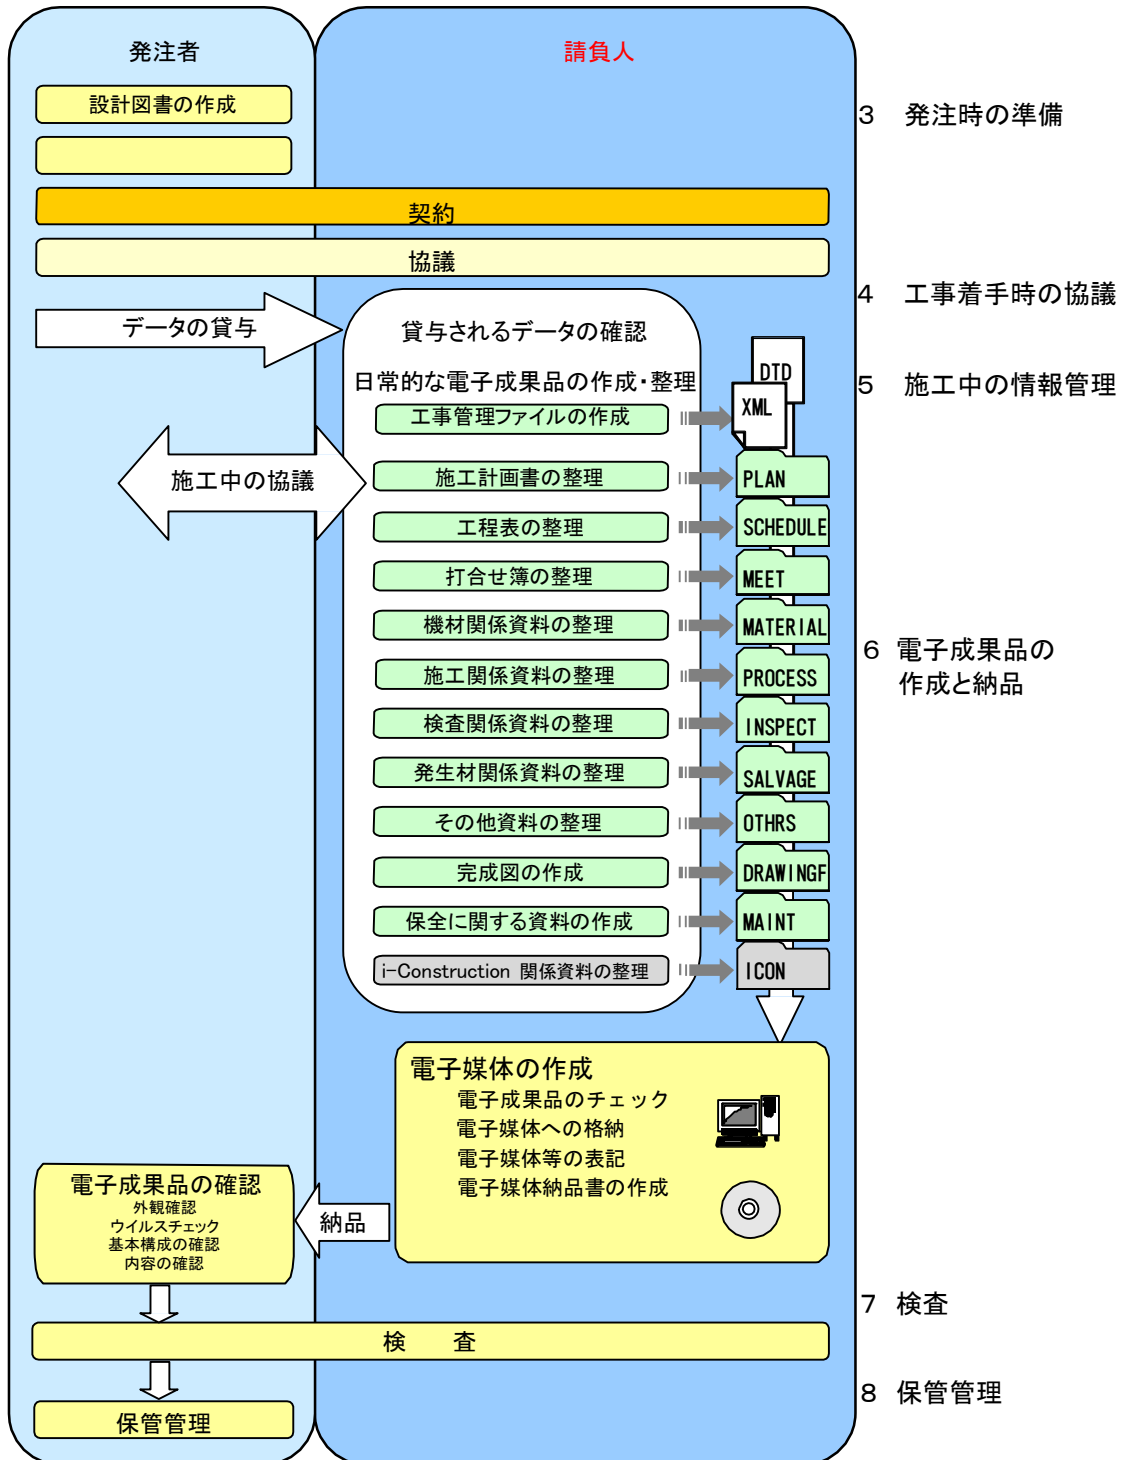 発注者
請負人
設計図書の作成
3 発注時の準備
契約
協議
4 工事着手時の協議
データの貸与
貸与されるデータの確認
日常的な電子成果品の作成・整理
5 施工中の情報管理
DTD
XML
工事管理ファイルの作成
施工中の協議
施工計画書の整理
PLAN
工程表の整理
SCHEDULE
打合せ簿の整理
MEET
機材関係資料の整理
MATERIAL
6 電子成果品の
作成と納品
施工関係資料の整理
PROCESS
検査関係資料の整理
INSPECT
発生材関係資料の整理
SALVAGE
その他資料の整理
OTHRS
完成図の作成
DRAWINGF
保全に関する資料の作成
MAINT
i-Construction 関係資料の整理
ICON
電子媒体の作成
電子成果品のチェック
電子媒体への格納
電子媒体等の表記
電子媒体納品書の作成
納品
電子成果品の確認
外観確認
ウイルスチェック
基本構成の確認
内容の確認
7 検査
検 査
8 保管管理
保管管理